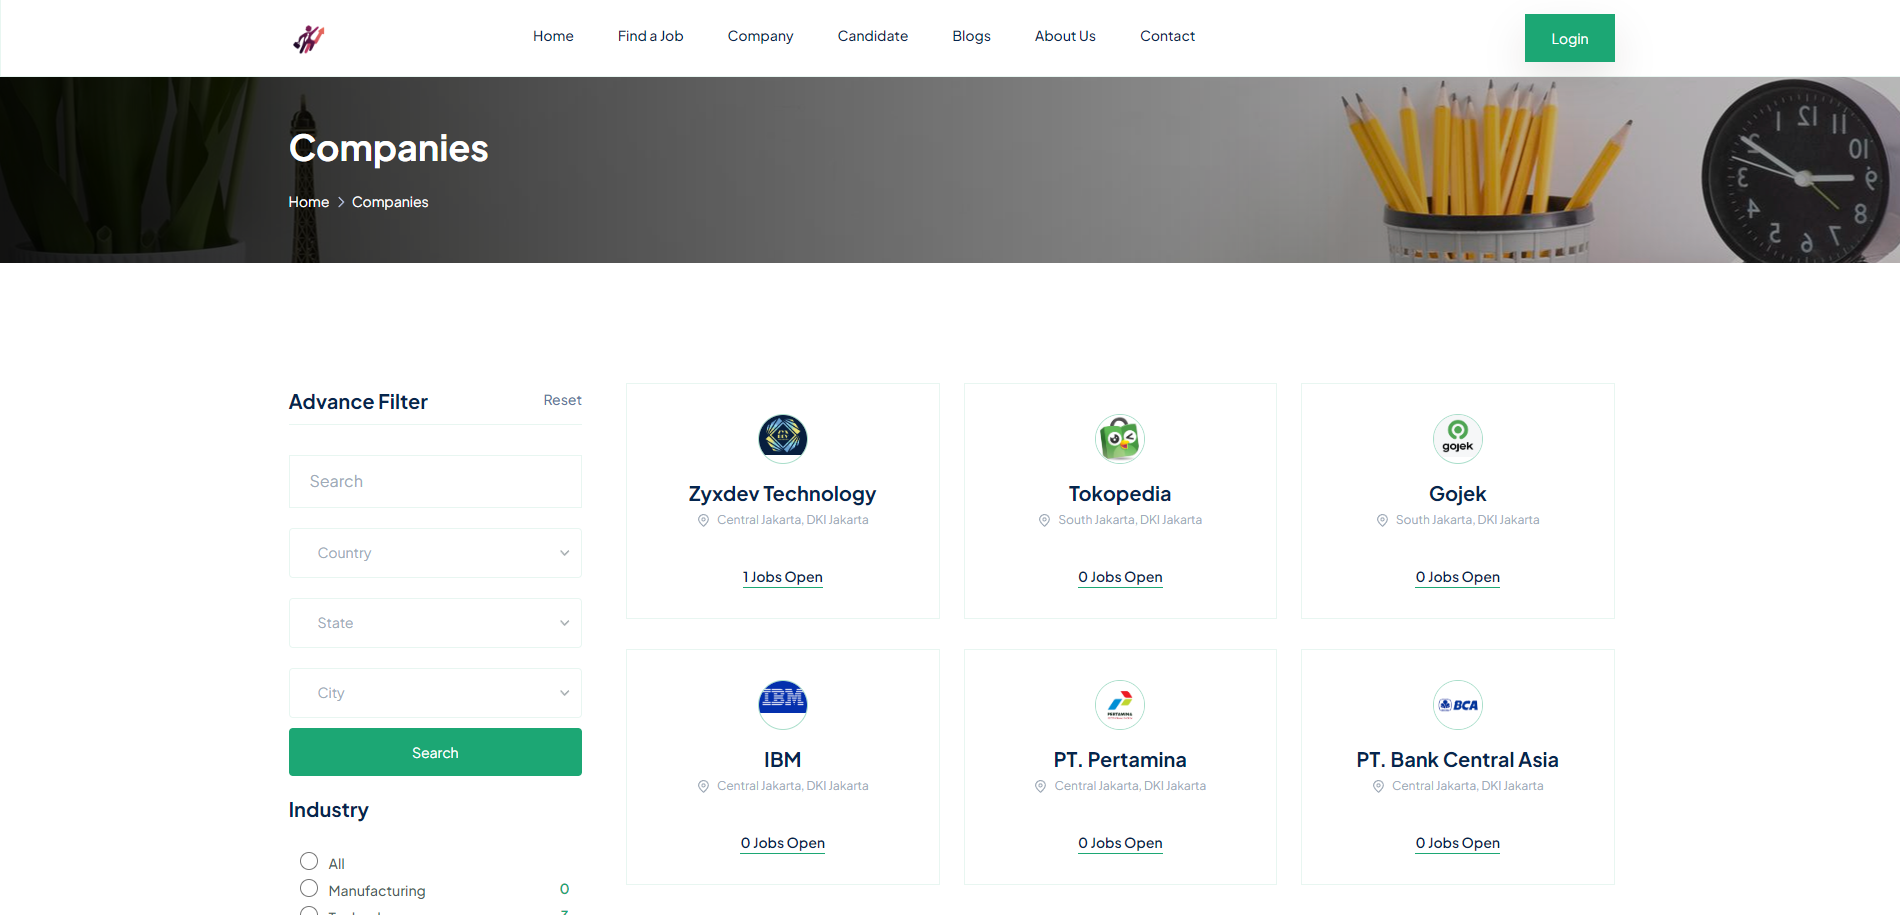 Home
Find a Job
Company
Candidate
Blogs
About Us
Contact
Login
Companies
Home
Companies
Advance Filter
Reset
Search
Country
State
City
Search
Industry
All
Manufacturing
0
Zyxdev Technology
Central Jakarta, DKI Jakarta
1 Jobs Open
Tokopedia
South Jakarta, DKI Jakarta
0 Jobs Open
gojek
Gojek
South Jakarta, DKI Jakarta
0 Jobs Open
IBM
IBM
Central Jakarta, DKI Jakarta
0 Jobs Open
PERTAMINA
PT. Pertamina
Central Jakarta, DKI Jakarta
0 Jobs Open
BCA
PT. Bank Central Asia
Central Jakarta, DKI Jakarta
0 Jobs Open